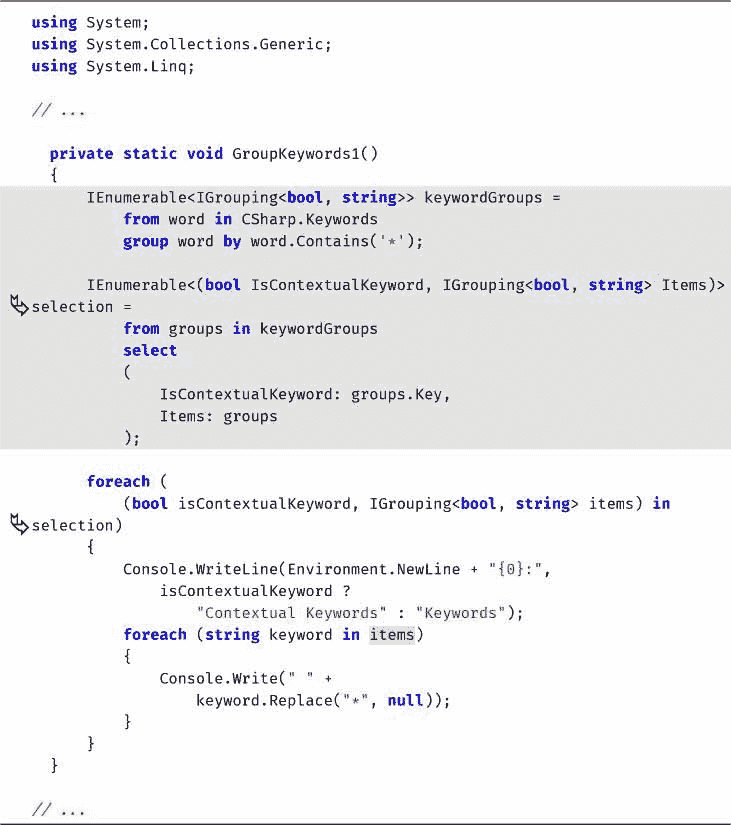 using System;
using System.Collections.Generic;
using System.Linq;

// ...

  private static void GroupKeywords1()
  {
      IEnumerable<IGrouping<bool, string>> keywordGroups =
          from word in CSharp.Keywords
          group word by word.Contains('*');

      IEnumerable<(bool IsContextualKeyword, IGrouping<bool, string> Items)>
selection =
          from groups in keywordGroups
          select
          (
              IsContextualKeyword: groups.Key,
              Items: groups
          );

      foreach (
          (bool isContextualKeyword, IGrouping<bool, string> items) in
selection)
      {
          Console.WriteLine(Environment.NewLine + "{0}:",
              isContextualKeyword ?
                  "Contextual Keywords" : "Keywords");
          foreach (string keyword in items)
          {
              Console.Write(" " +
                  keyword.Replace("*", null));
          }
      }
  }

// ...